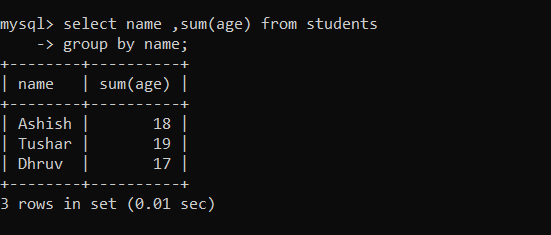 mysql> select name ,sum(age) from students
    -> group by name;
+--------+----------+
| name   | sum(age) |
+--------+----------+
| Ashish |       18 |
| Tushar |       19 |
| Dhruv  |       17 |
+--------+----------+
3 rows in set (0.01 sec)